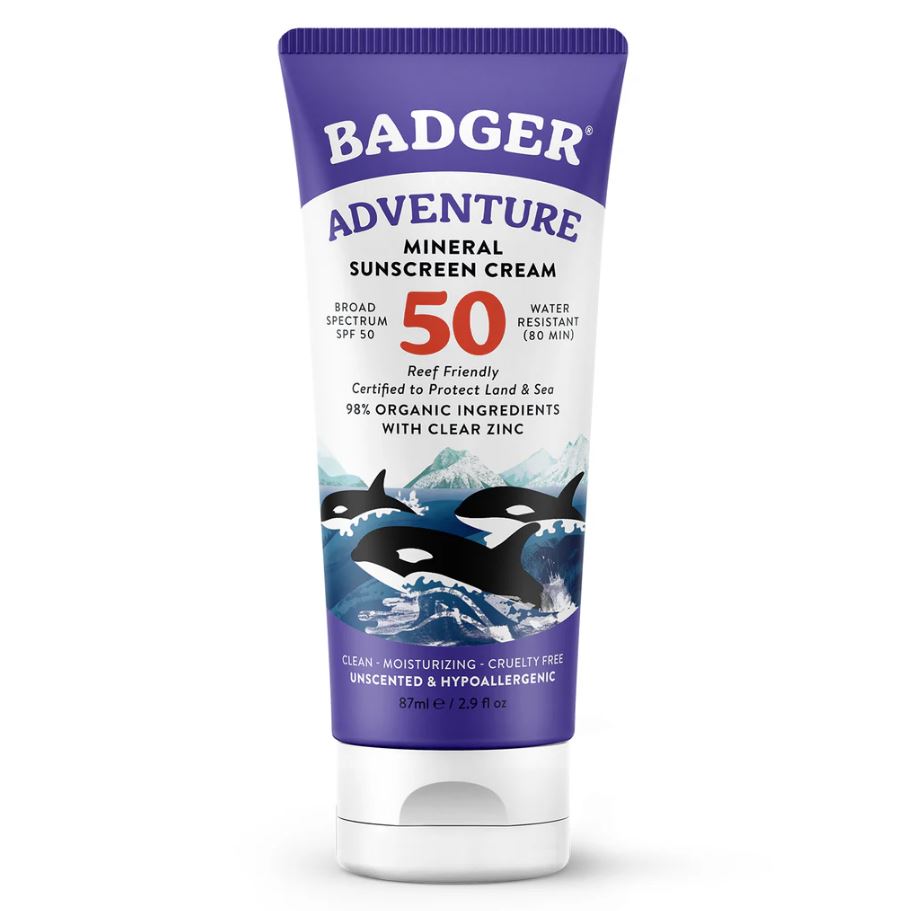 BADGER®
ADVENTURE
MINERAL
SUNSCREEN CREAM
BROAD
SPECTRUM
SPF 50
50
WATER
RESISTANT
(80 MIN)
Reef Friendly
Certified to Protect Land & Sea
98% ORGANIC INGREDIENTS
WITH CLEAR ZINC
CLEAN - MOISTURIZING - CRUELTY FREE
UNSCENTED & HYPOALLERGENIC
87ml ℮ / 2.9 fl oz